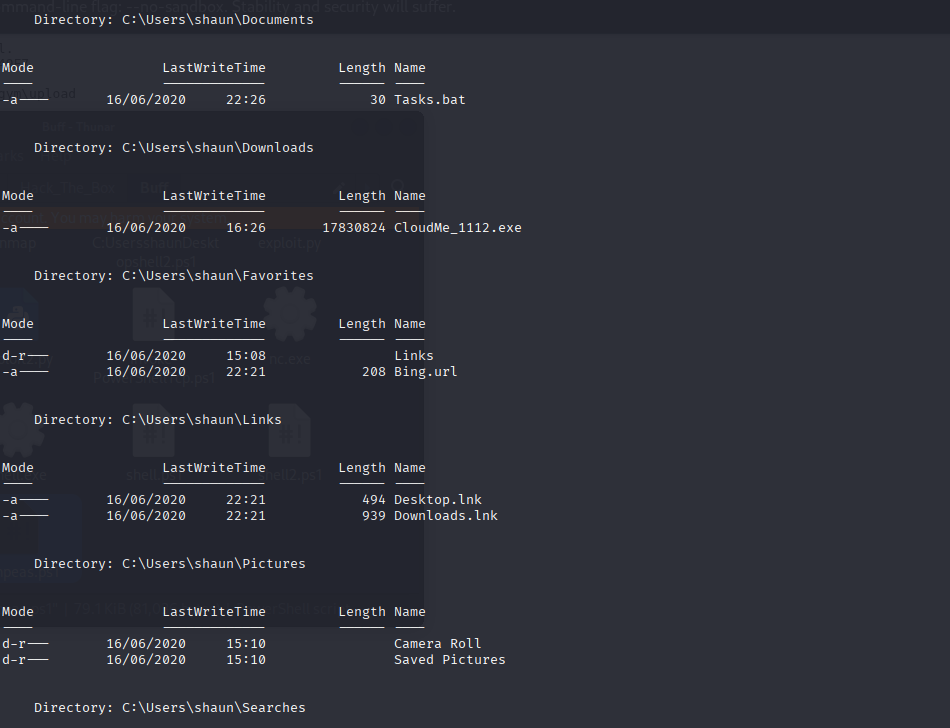 mmand-line flag: --no-sandbox. Stability and security will suffer.
Directory: C:\Users\shaun\Documents
Mode LastWriteTime Length Name
-a---- 16/06/2020 22:26 30 Tasks.bat
Directory: C:\Users\shaun\Downloads
Mode LastWriteTime Length Name
-a---- 16/06/2020 16:26 17830824 CloudMe_1112.exe
Directory: C:\Users\shaun\Favorites
Mode LastWriteTime Length Name
d-r--- 16/06/2020 15:08 Links
-a---- 16/06/2020 22:21 208 Bing.url
Directory: C:\Users\shaun\Links
Mode LastWriteTime Length Name
-a---- 16/06/2020 22:21 494 Desktop.lnk
-a---- 16/06/2020 22:21 939 Downloads.lnk
Directory: C:\Users\shaun\Pictures
Mode LastWriteTime Length Name
d-r--- 16/06/2020 15:10 Camera Roll
d-r--- 16/06/2020 15:10 Saved Pictures
Directory: C:\Users\shaun\Searches